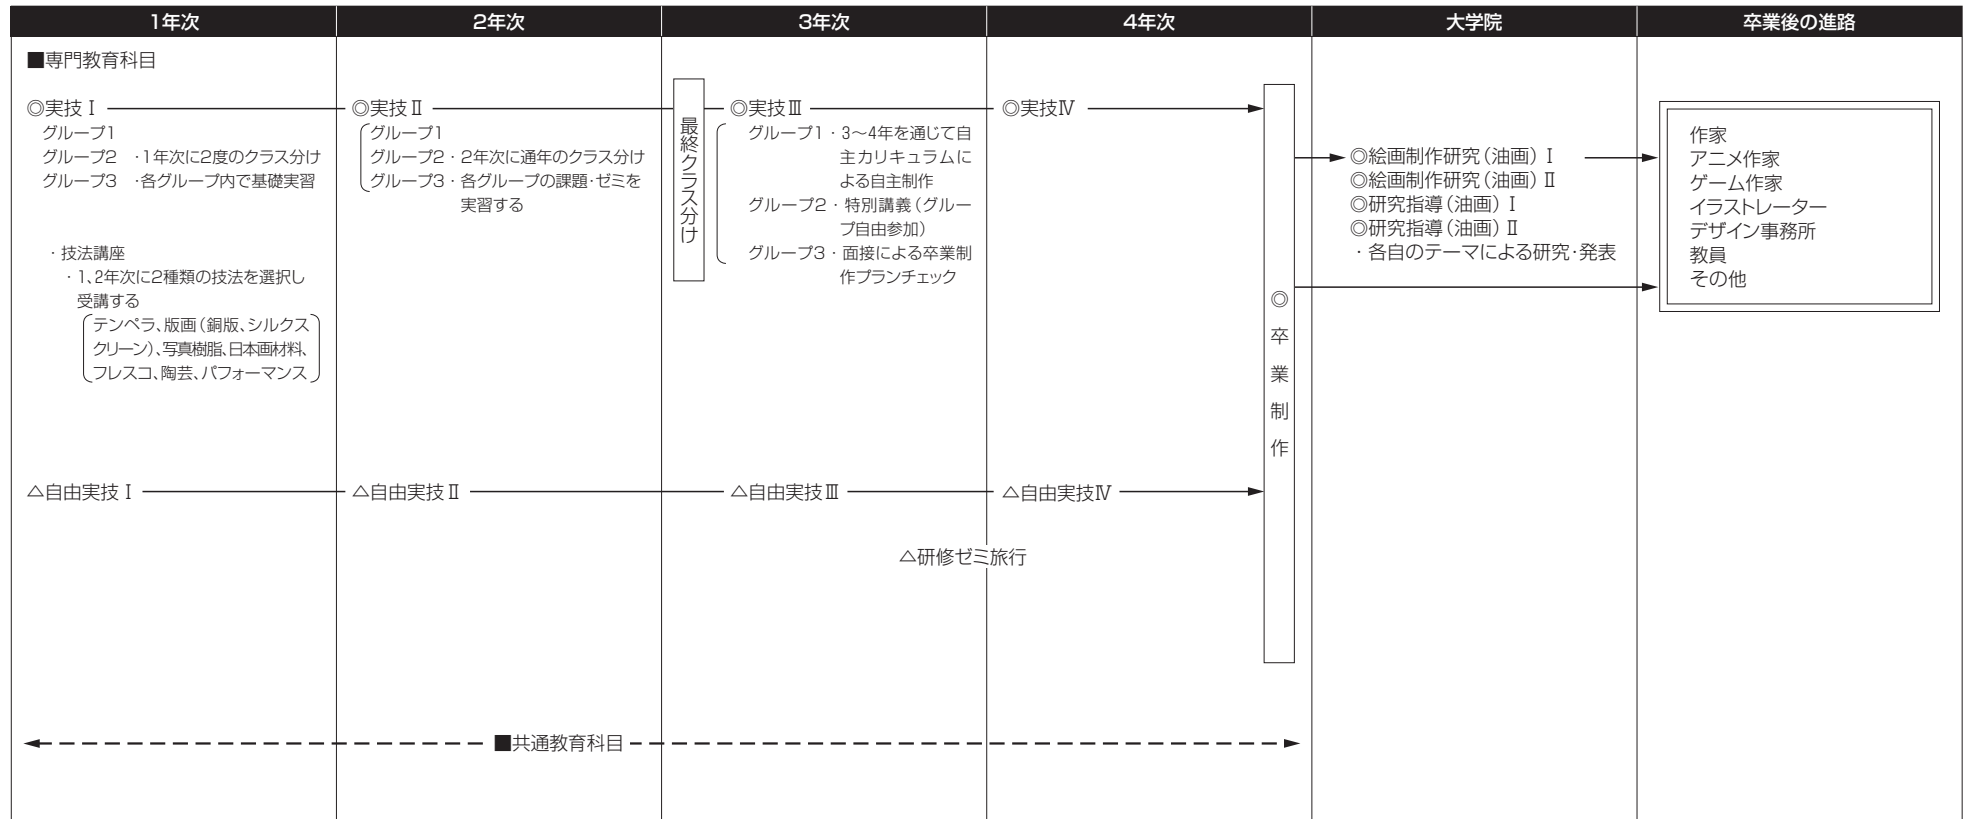 1年次
2年次
3年次
4年次
大学院
卒業後の進路
■専門教育科目
◎実技Ⅰ
グループ1
グループ2 ・1年次に2度のクラス分け
グループ3 ・各グループ内で基礎実習
・技法講座
・1、2年次に2種類の技法を選択し
受講する
テンペラ、版画(銅版、シルクス
クリーン)、写真樹脂、日本画材料、
フレスコ、陶芸、パフォーマンス
◎実技Ⅱ
グループ1
グループ2・2年次に通年のクラス分け
グループ3・各グループの課題・ゼミを
実習する
最終クラス分け
◎実技Ⅲ
グループ1・3〜4年を通じて自
主カリキュラムに
よる自主制作
グループ2・特別講義(グルー
プ自由参加)
グループ3・面接による卒業制
作プランチェック
◎実技Ⅳ
◎卒業制作
◎絵画制作研究(油画)Ⅰ
◎絵画制作研究(油画)Ⅱ
◎研究指導(油画)Ⅰ
◎研究指導(油画)Ⅱ
・各自のテーマによる研究・発表
作家
アニメ作家
ゲーム作家
イラストレーター
デザイン事務所
教員
その他
△自由実技Ⅰ
△自由実技Ⅱ
△自由実技Ⅲ
△自由実技Ⅳ
△研修ゼミ旅行
■共通教育科目